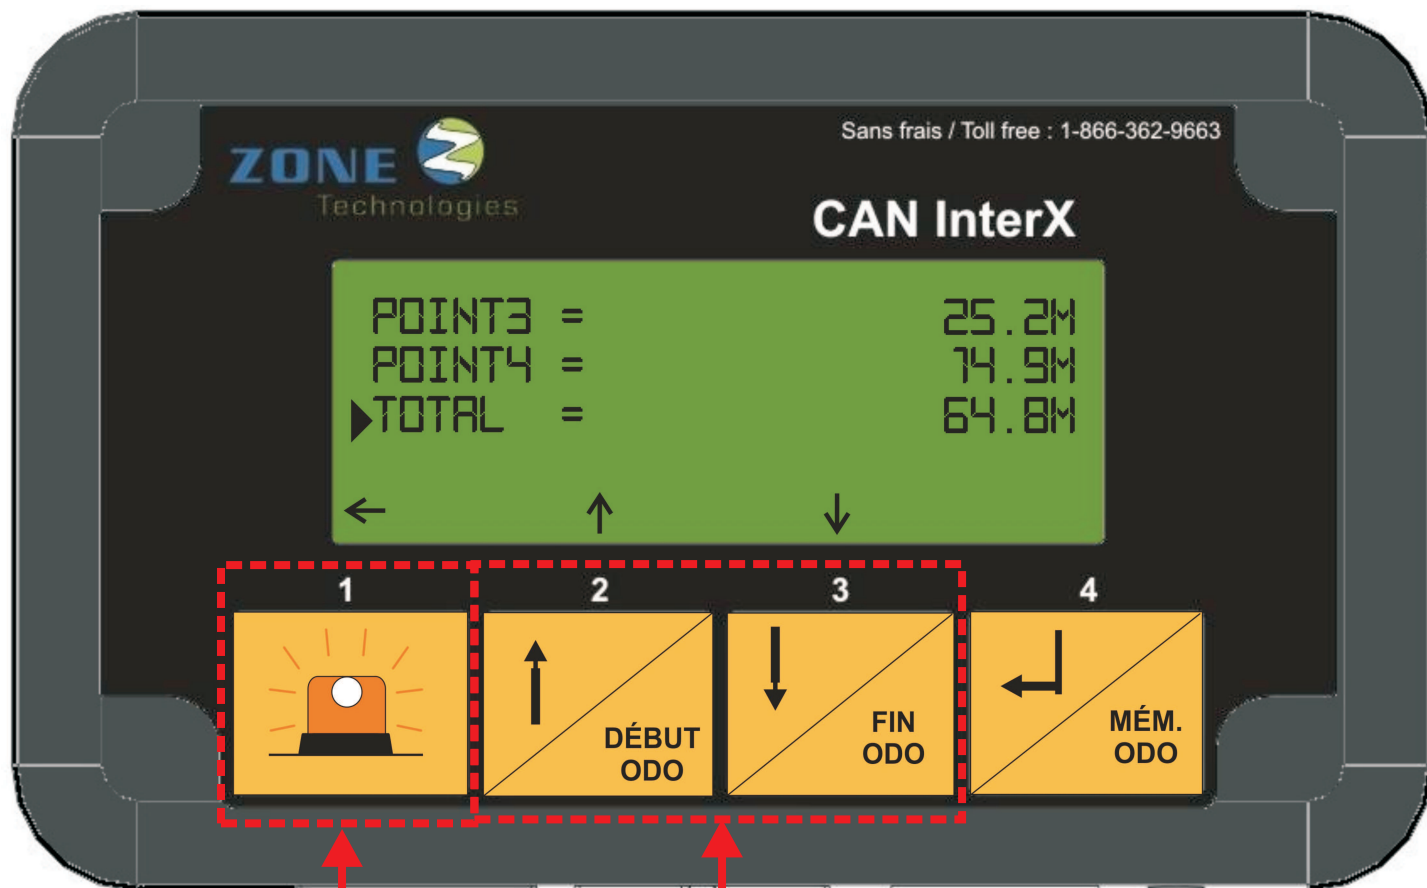 Sans frais / Toll free : 1-866-362-9663
ZONE
Technologies
CAN InterX
POINT3 = 25.2M
POINT4 = 74.9M
TOTAL = 64.8M
1 2 3 4
DÉBUT
ODO
FIN
ODO
MÉM.
ODO